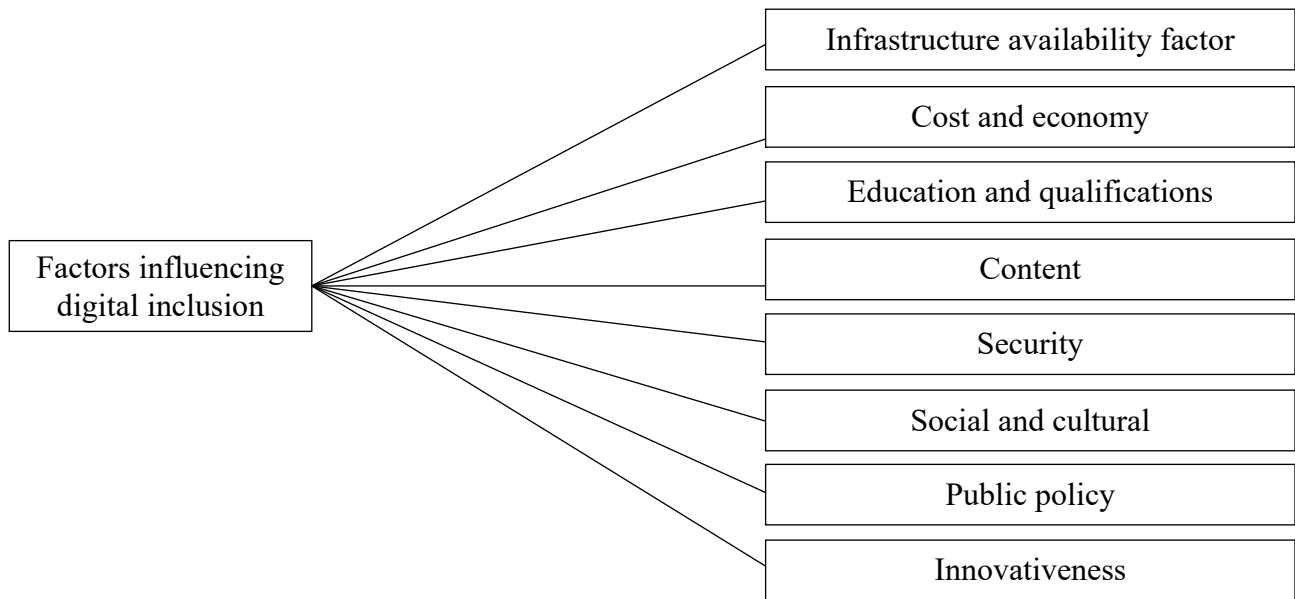 Infrastructure availability factor
Cost and economy
Education and qualifications
Factors influencing
digital inclusion
Content
Security
Social and cultural
Public policy
Innovativeness